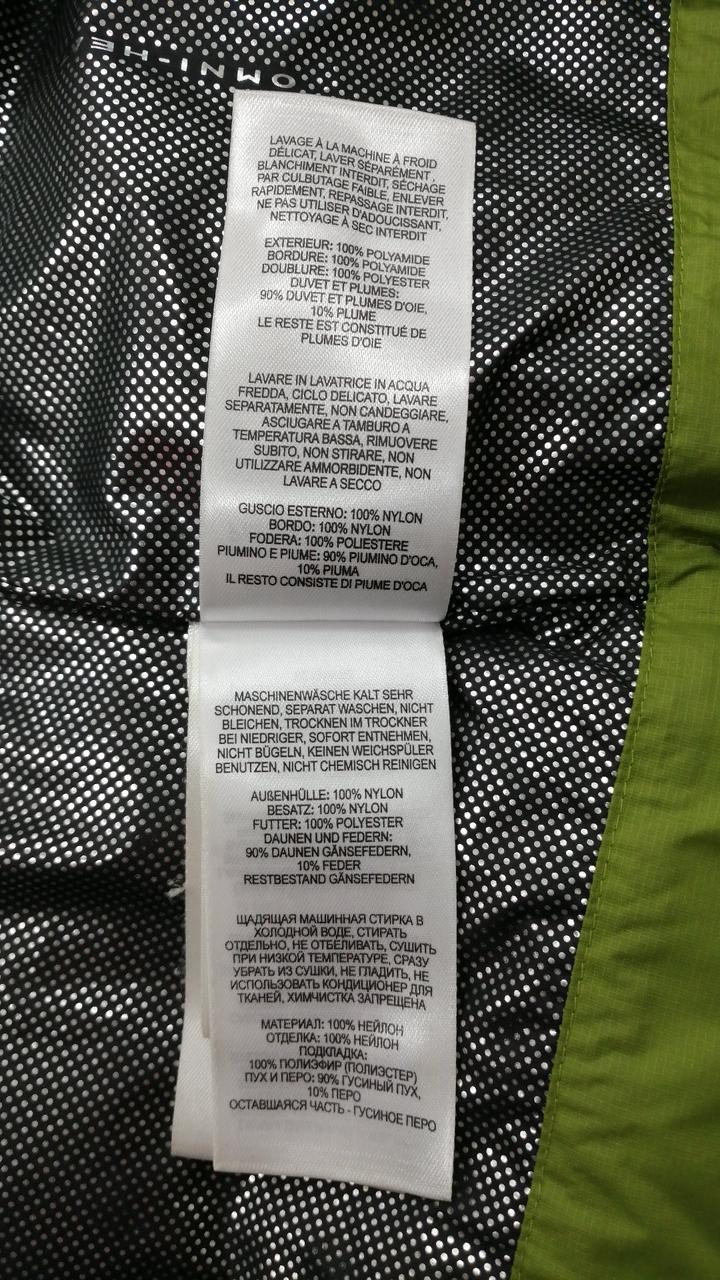 OMNI-HE
LAVAGE À LA MACHINE À FROID
DÉLICAT, LAVER SÉPARÉMENT,
BLANCHIMENT INTERDIT, SÉCHAGE
PAR CULBUTAGE FAIBLE, ENLEVER
RAPIDEMENT, REPASSAGE INTERDIT,
NE PAS UTILISER D'ADOUCISSANT,
NETTOYAGE À SEC INTERDIT
EXTERIEUR: 100% POLYAMIDE
BORDURE: 100% POLYAMIDE
DOUBLURE: 100% POLYESTER
DUVET ET PLUMES:
90% DUVET ET PLUMES D'OIE,
10% PLUME
LE RESTE EST CONSTITUÉ DE
PLUMES D'OIE
LAVARE IN LAVATRICE IN ACQUA
FREDDA, CICLO DELICATO, LAVARE
SEPARATAMENTE, NON CANDEGGIARE,
ASCIUGARE A TAMBURO A
TEMPERATURA BASSA, RIMUOVERE
SUBITO, NON STIRARE, NON
UTILIZZARE AMMORBIDENTE, NON
LAVARE A SECCO
GUSCIO ESTERNO: 100% NYLON
BORDO: 100% NYLON
FODERA: 100% POLIESTERE
PIUMINO E PIUME: 90% PIUMINO D'OCA,
10% PIUMA
IL RESTO CONSISTE DI PIUME D'OCA
MASCHINENWÄSCHE KALT SEHR
SCHONEND, SEPARAT WASCHEN, NICHT
BLEICHEN, TROCKNEN IM TROCKNER
BEI NIEDRIGER, SOFORT ENTNEHMEN,
NICHT BÜGELN, KEINEN WEICHSPÜLER
BENUTZEN, NICHT CHEMISCH REINIGEN
AUßENHÜLLE: 100% NYLON
BESATZ: 100% NYLON
FUTTER: 100% POLYESTER
DAUNEN UND FEDERN:
90% DAUNEN GÄNSEFEDERN,
10% FEDER
RESTBESTAND GÄNSEFEDERN
ЩАДЯЩАЯ МАШИННАЯ СТИРКА В
ХОЛОДНОЙ ВОДЕ, СТИРАТЬ
ОТДЕЛЬНО, НЕ ОТБЕЛИВАТЬ, СУШИТЬ
ПРИ НИЗКОЙ ТЕМПЕРАТУРЕ, СРАЗУ
УБРАТЬ ИЗ СУШКИ, НЕ ГЛАДИТЬ, НЕ
ИСПОЛЬЗОВАТЬ КОНДИЦИОНЕР ДЛЯ
ТКАНЕЙ, ХИМЧИСТКА ЗАПРЕЩЕНА
МАТЕРИАЛ: 100% НЕЙЛОН
ОТДЕЛКА: 100% НЕЙЛОН
ПОДКЛАДКА:
100% ПОЛИЭФИР (ПОЛИЭСТЕР)
ПУХ И ПЕРО: 90% ГУСИНЫЙ ПУХ,
10% ПЕРО
ОСТАВШАЯСЯ ЧАСТЬ - ГУСИНОЕ ПЕРО